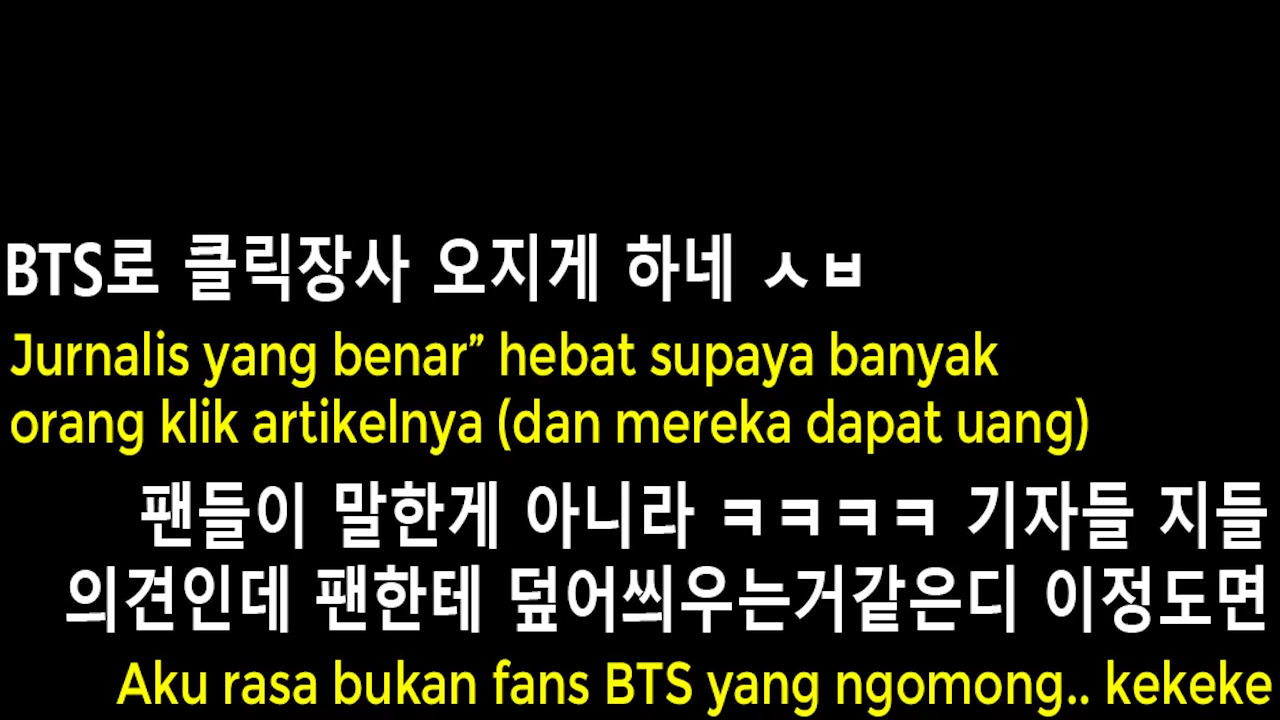 BTS로 클릭장사 오지게 하네 ㅅㅂ
Jurnalis yang benar” hebat supaya banyak
orang klik artikelnya (dan mereka dapat uang)
팬들이 말한게 아니라 ㅋㅋㅋㅋ 기자들 지들
의견인데 팬한테 덮어씌우는거같은디 이정도면
Aku rasa bukan fans BTS yang ngomong.. kekeke